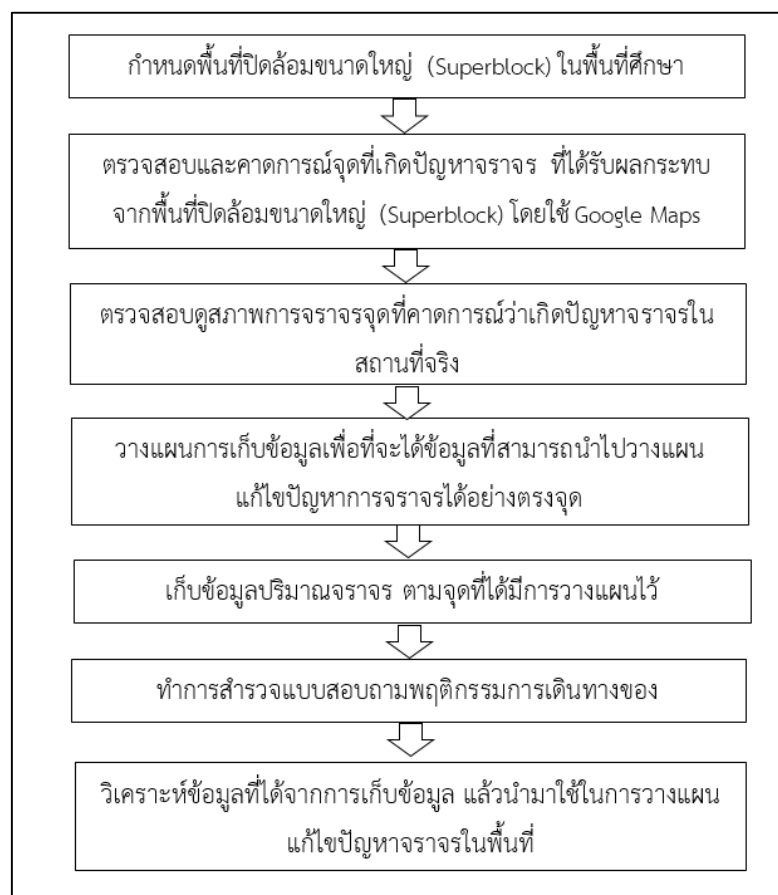 กำหนดพื้นที่ปิดล้อมขนาดใหญ่ (Superblock) ในพื้นที่ศึกษา
ตรวจสอบและคาดการณ์จุดที่เกิดปัญหาจราจร ที่ได้รับผลกระทบ
จากพื้นที่ปิดล้อมขนาดใหญ่ (Superblock) โดยใช้ Google Maps
ตรวจสอบดูสภาพการจราจรจุดที่คาดการณ์ว่าเกิดปัญหาจราจรใน
สถานที่จริง
วางแผนการเก็บข้อมูลเพื่อที่จะได้ข้อมูลที่สามารถนำไปวางแผน
แก้ไขปัญหาการจราจรได้อย่างตรงจุด
เก็บข้อมูลปริมาณจราจร ตามจุดที่ได้มีการวางแผนไว้
ทำการสำรวจแบบสอบถามพฤติกรรมการเดินทางของ
วิเคราะห์ข้อมูลที่ได้จากการเก็บข้อมูล แล้วนำมาใช้ในการวางแผน
แก้ไขปัญหาจราจรในพื้นที่